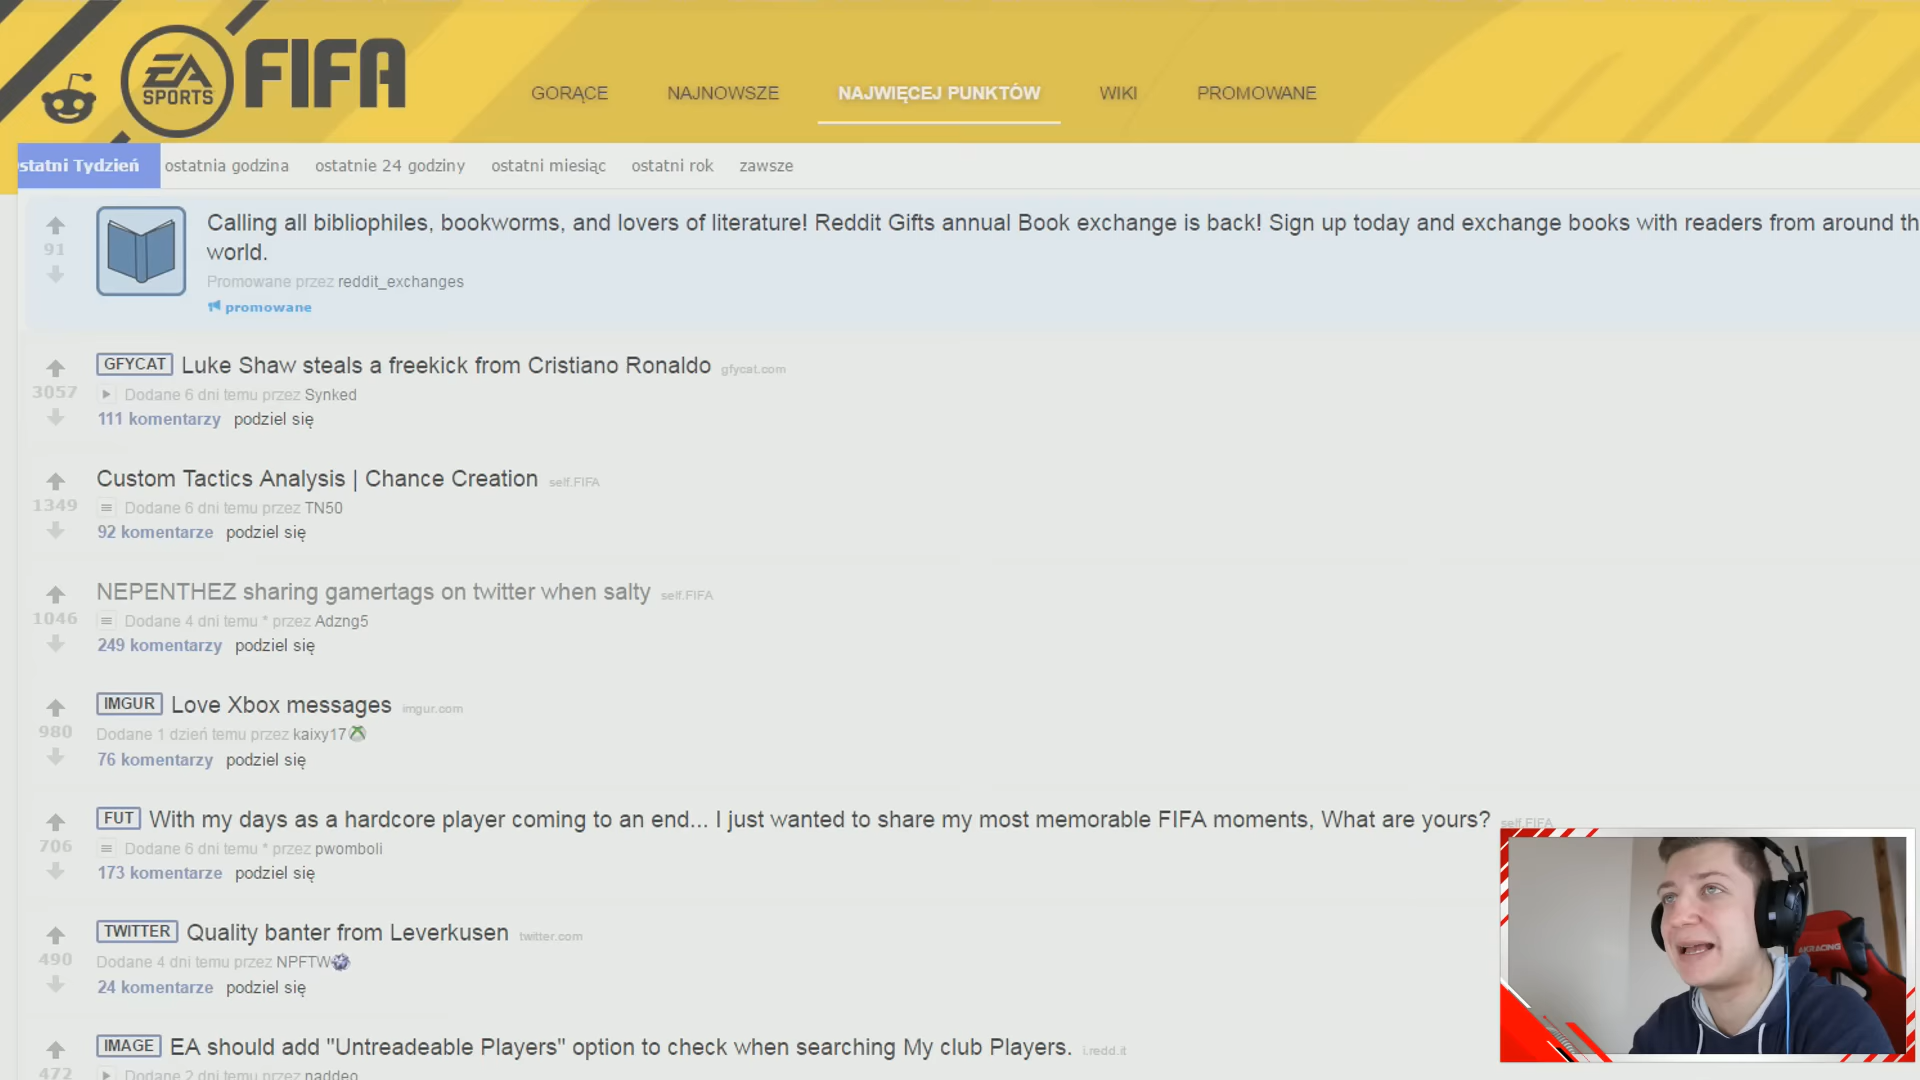 EA SPORTS FIFA
GORĄCE NAJNOWSZE NAJWIĘCEJ PUNKTÓW WIKI PROMOWANE
statni Tydzień ostatnia godzina ostatnie 24 godziny ostatni miesiąc ostatni rok zawsze
91
Calling all bibliophiles, bookworms, and lovers of literature! Reddit Gifts annual Book exchange is back! Sign up today and exchange books with readers from around th
world.
Promowane przez reddit_exchanges
promowane
GFYCAT Luke Shaw steals a freekick from Cristiano Ronaldo gfycat.com
3057 Dodane 6 dni temu przez Synked
111 komentarzy podziel się
Custom Tactics Analysis | Chance Creation self.FIFA
1349 Dodane 6 dni temu przez TN50
92 komentarze podziel się
NEPENTHEZ sharing gamertags on twitter when salty self.FIFA
1046 Dodane 4 dni temu * przez Adzng5
249 komentarzy podziel się
IMGUR Love Xbox messages imgur.com
980 Dodane 1 dzień temu przez kaixy17
76 komentarzy podziel się
FUT With my days as a hardcore player coming to an end... I just wanted to share my most memorable FIFA moments, What are yours? self.FIFA
706 Dodane 6 dni temu * przez pwomboli
173 komentarze podziel się
TWITTER Quality banter from Leverkusen twitter.com
490 Dodane 4 dni temu przez NPFTW
24 komentarze podziel się
IMAGE EA should add "Untreadeable Players" option to check when searching My club Players. i.redd.it
472 Dodane 2 dni temu przez naddeo
AKRACING